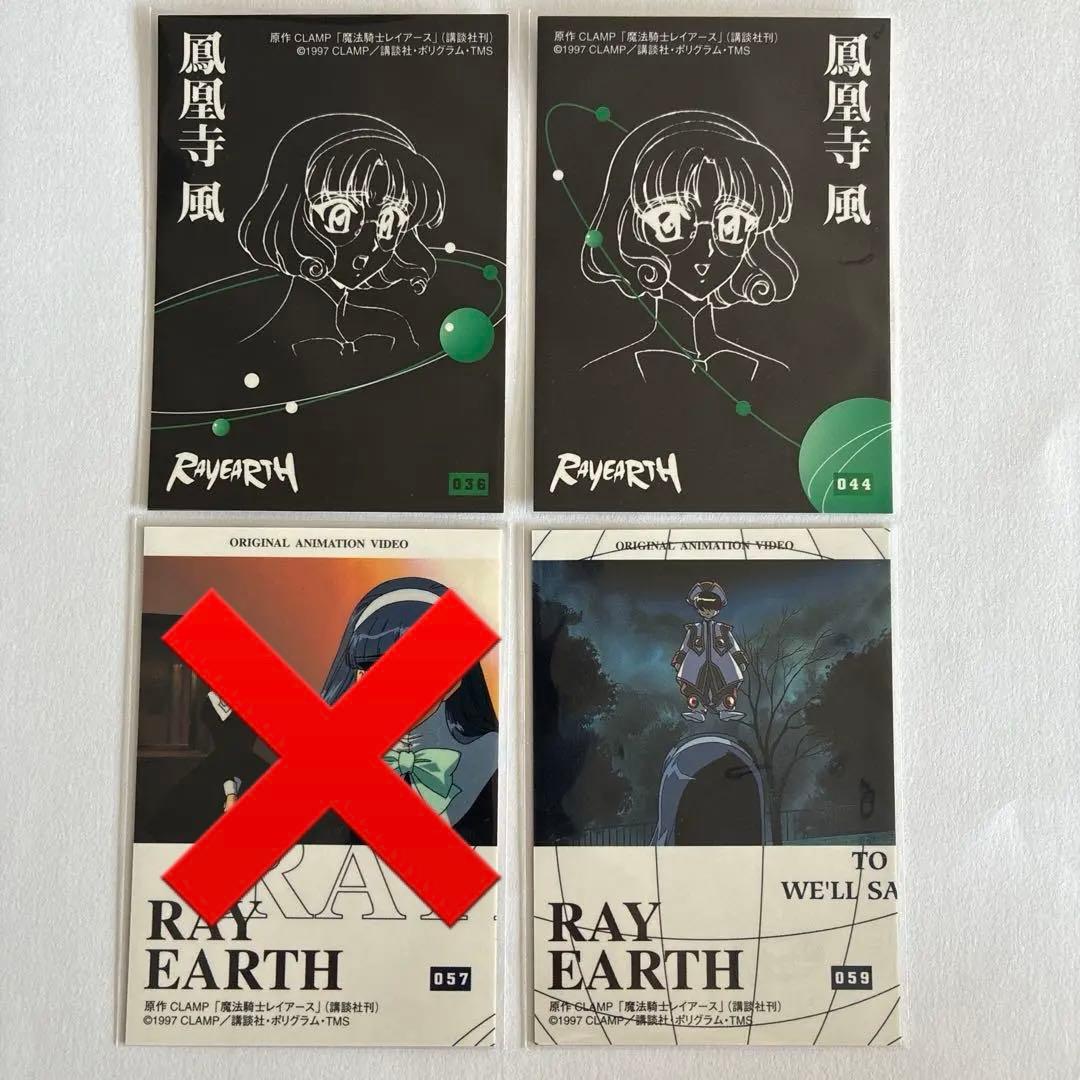 原作 CLAMP「魔法騎士レイアース」(講談社刊)
©1997 CLAMP/講談社・ポリグラム・TMS
鳳凰寺 風
RAYEARTH
036
原作 CLAMP「魔法騎士レイアース」(講談社刊)
©1997 CLAMP/講談社・ポリグラム・TMS
鳳凰寺 風
RAYEARTH
044
ORIGINAL ANIMATION VIDEO
RAY
RAY
EARTH
057
原作 CLAMP「魔法騎士レイアース」(講談社刊)
©1997 CLAMP/講談社・ポリグラム・TMS
ORIGINAL ANIMATION VIDEO
TO
WE'LL SA
RAY
EARTH
059
原作 CLAMP「魔法騎士レイアース」(講談社刊)
©1997 CLAMP/講談社・ポリグラム・TMS